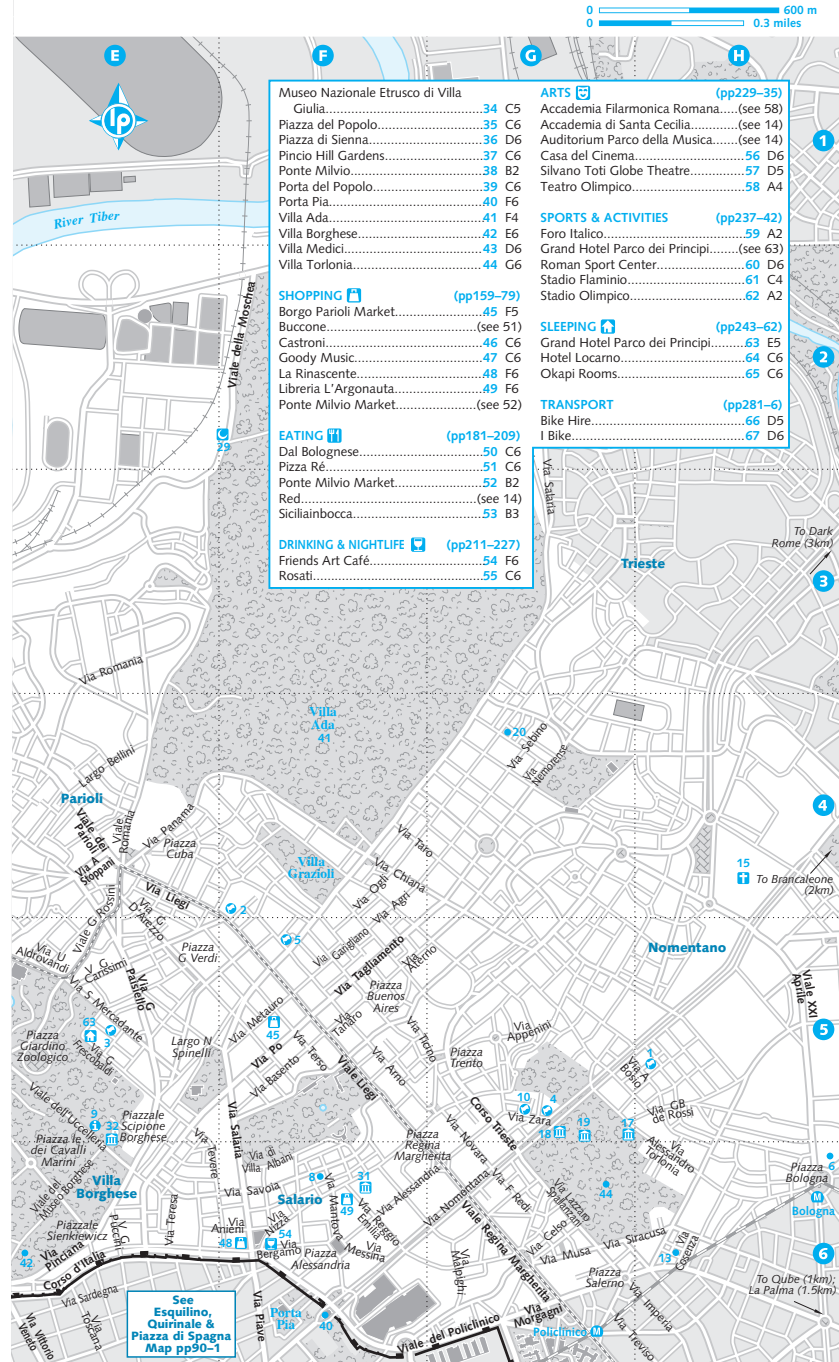 0 600 m
0 0.3 miles
E
F
G
H
lp
Museo Nazionale Etrusco di Villa
Giulia 34 C5
Piazza del Popolo 35 C6
Piazza di Sienna 36 D6
Pincio Hill Gardens 37 C6
Ponte Milvio 38 B2
Porta del Popolo 39 C6
Porta Pia 40 F6
Villa Ada 41 F4
Villa Borghese 42 E6
Villa Medici 43 D6
Villa Torlonia 44 G6
SHOPPING (pp159–79)
Borgo Parioli Market 45 F5
Buccone (see 51)
Castroni 46 C6
Goody Music 47 C6
La Rinascente 48 F6
Libreria L'Argonauta 49 F6
Ponte Milvio Market (see 52)
EATING (pp181–209)
Dal Bolognese 50 C6
Pizza Ré 51 C6
Ponte Milvio Market 52 B2
Red (see 14)
Siciliainbocca 53 B3
DRINKING & NIGHTLIFE (pp211–227)
Friends Art Café 54 F6
Rosati 55 C6
ARTS (pp229–35)
Accademia Filarmonica Romana (see 58)
Accademia di Santa Cecilia (see 14)
Auditorium Parco della Musica (see 14)
Casa del Cinema 56 D6
Silvano Toti Globe Theatre 57 D5
Teatro Olimpico 58 A4
SPORTS & ACTIVITIES (pp237–42)
Foro Italico 59 A2
Grand Hotel Parco dei Principi (see 63)
Roman Sport Center 60 D6
Stadio Flaminio 61 C4
Stadio Olimpico 62 A2
SLEEPING (pp243–62)
Grand Hotel Parco dei Principi 63 E5
Hotel Locarno 64 C6
Okapi Rooms 65 C6
TRANSPORT (pp281–6)
Bike Hire 66 D5
I Bike 67 D6
1
River Tiber
Viale della Moschea
2
29
Via Salaria
To Dark
Rome (3km)
Trieste
3
Via Romania
Villa
Ada
41
20
Via Sebino
Via
Nemorense
Largo Bellini
Parioli
Viale dei
Parioli
Viale
Romania
Via Panama
Piazza
Cuba
4
Via A
Stoppani
Via Taro
Villa
Grazioli
15
Via Liegi
Via Chiana
Via Ogli
To Brancaleone
(2km)
Via Agri
2
Viale G Rossini
Via G
D'Arezzo
Piazza
G Verdi
5
Via Gangliano
Via Tagliamento
Via
Aterno
Nomentano
Via U
Aldrovandi
V G
Carissimi
Via G
Paisiello
Via S Mercadante
Piazza
Buenos
Aires
Viale XXI
Aprile
63
3
Piazza
Giardino
Zoologico
Via G
Frescobaldi
Largo N
Spinelli
Via Metauro
45
Via
Tanaro
Via Po
Via Terso
Via Basento
Viale Liegi
Via Arno
Via Ticino
Piazza
Trento
Via
Appenini
5
1
Via A
Bosio
Viale dell'Uccelliera
9
32
Piazzale
Scipione
Borghese
Via Salaria
10
4
Via Zara
Corso Trieste
18
19
17
Via GB
de Rossi
Piazza le
dei Cavalli
Marini
Via Tevere
Via di
Villa Albani
Piazza
Regina
Margherita
Via Novara
Via
Alessandro
Torlonia
6
Piazza
Bologna
M
Bologna
Villa
Borghese
Viale del
Museo Borghese
Via Savoia
8
31
Salario
49
Via Alessandria
Via Nomentana
Via F Redi
Via Lazzaro
Spallanzani
44
Piazzale
Sienkiewicz
V G
Puccini
Via Teresa
Via
Anieni
48
Via
Nizza
54
Via
Bergamo
Via Mantova
Via Reggio
Emilia
Via
Messina
Piazza
Alessandria
Via Celso
Via Musa
Via Siracusa
13
Via
Cosenza
42
Via
Pinciana
Corso d'Italia
Via
Malpighi
Viale Regina Margherita
Piazza
Salerno
6
To Qube (1km);
La Palma (1.5km)
Via Sardegna
Via
Toscana
Via Vittorio
Veneto
See
Esquilino,
Quirinale &
Piazza di Spagna
Map pp90–1
Via Piave
Porta
Pia
40
Viale del Policlinico
Via
Morgagni
Policlinico M
Via Imperia
Via Treviso